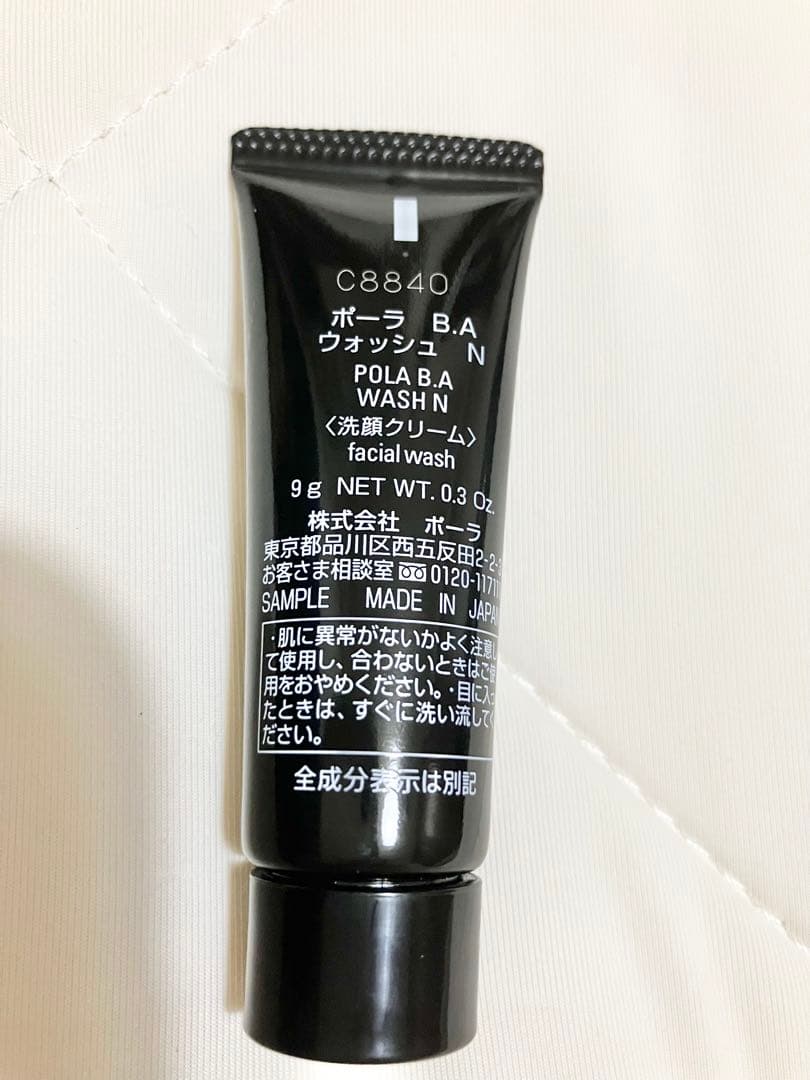 C8840
ポーラ B.A
ウォッシュ N
POLA B.A
WASH N
〈洗顔クリーム〉
facial wash
9g NET WT. 0.3 Oz.
株式会社 ポーラ
東京都品川区西五反田2-2-
お客さま相談室 0120-1171
SAMPLE MADE IN JAPAN
・肌に異常がないかよく注意し
て使用し、合わないときはご使
用をおやめください。・目に入っ
たときは、すぐに洗い流してく
ださい。
全成分表示は別記